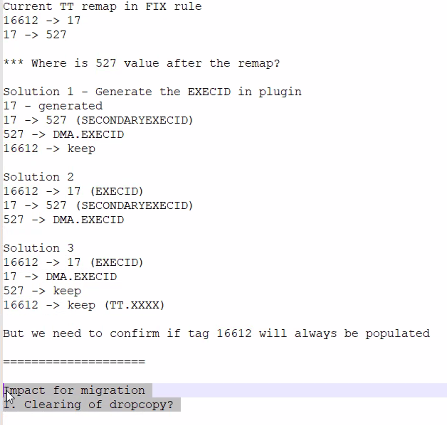 Current TT remap in FIX rule
16612 -> 17
17 -> 527
*** Where is 527 value after the remap?
Solution 1 - Generate the EXECID in plugin
17 - generated
17 -> 527 (SECONDARYEXECID)
527 -> DMA.EXECID
16612 -> keep
Solution 2
16612 -> 17 (EXECID)
17 -> 527 (SECONDARYEXECID)
527 -> DMA.EXECID
Solution 3
16612 -> 17 (EXECID)
17 -> DMA.EXECID
527 -> keep
16612 -> keep (TT.XXXX)
But we need to confirm if tag 16612 will always be populated
====================
Impact for migration
1. Clearing of dropcopy?